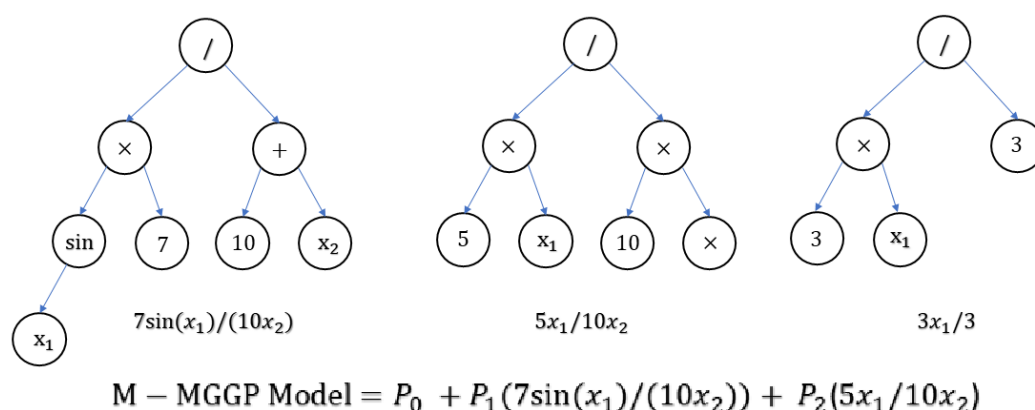 / / /
× + × × × 3
sin 7 10 x₂ 5 x₁ 10 × 3 x₁
x₁
7sin(x₁)/(10x₂) 5x₁/10x₂ 3x₁/3
M − MGGP Model = P₀ + P₁(7sin(x₁)/(10x₂)) + P₂(5x₁/10x₂)